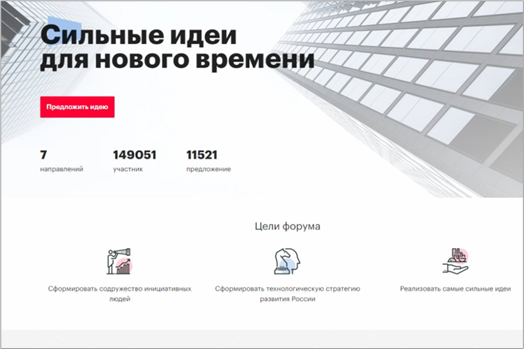 Сильные идеи
для нового времени
Предложить идею
7 149051 11521
направлений участник предложение
Цели форума
Сформировать содружество инициативных
людей
Сформировать технологическую стратегию
развития России
Реализовать самые сильные идеи